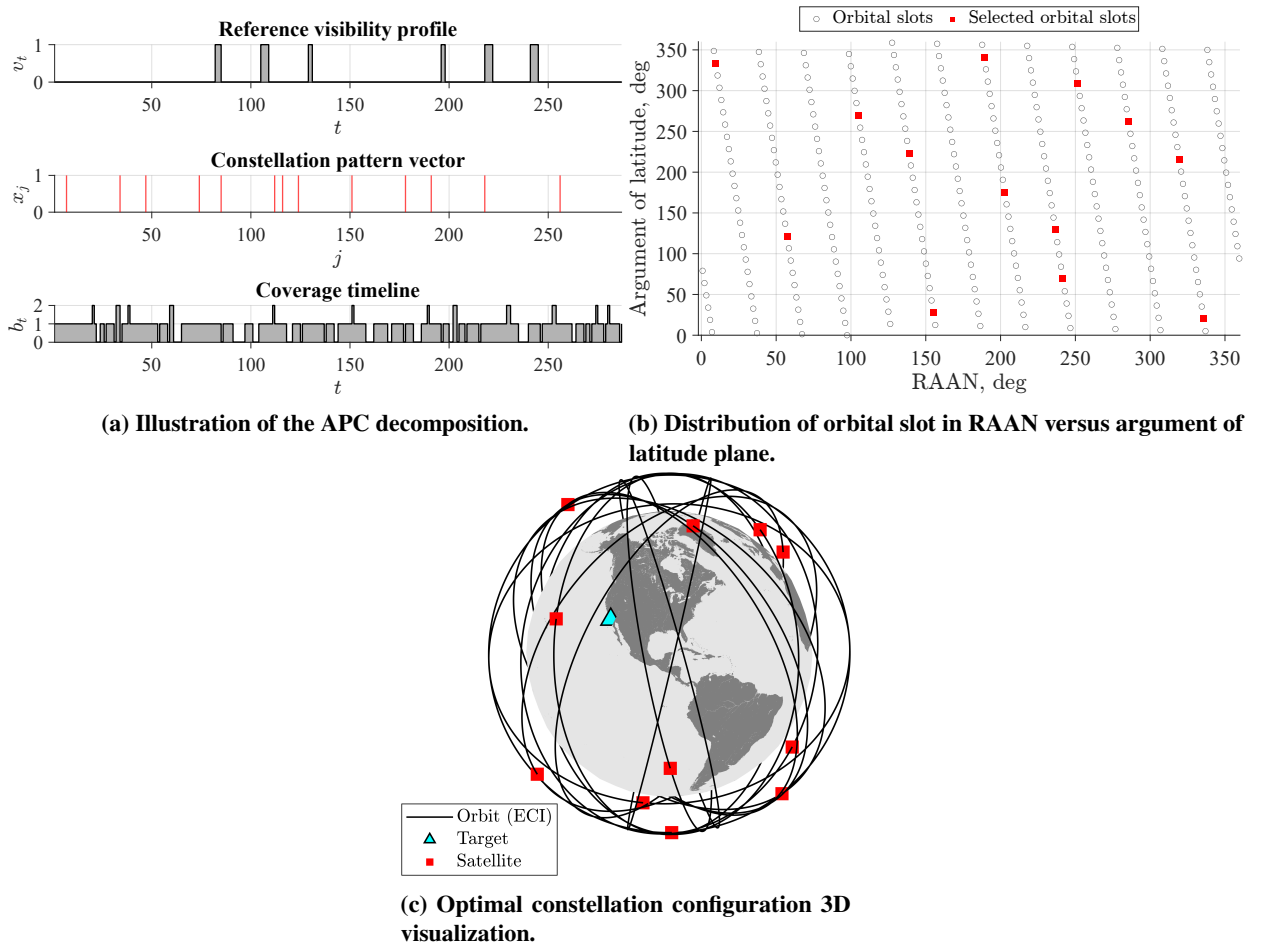 Reference visibility profile
1
0
v_t
50 100 150 200 250
t
Constellation pattern vector
1
0
x_j
50 100 150 200 250
j
Coverage timeline
2
1
0
b_t
50 100 150 200 250
t
(a) Illustration of the APC decomposition.
Orbital slots Selected orbital slots
350
300
250
200
150
100
50
0
Argument of latitude, deg
0 50 100 150 200 250 300 350
RAAN, deg
(b) Distribution of orbital slot in RAAN versus argument of
latitude plane.
Orbit (ECI)
Target
Satellite
(c) Optimal constellation configuration 3D
visualization.